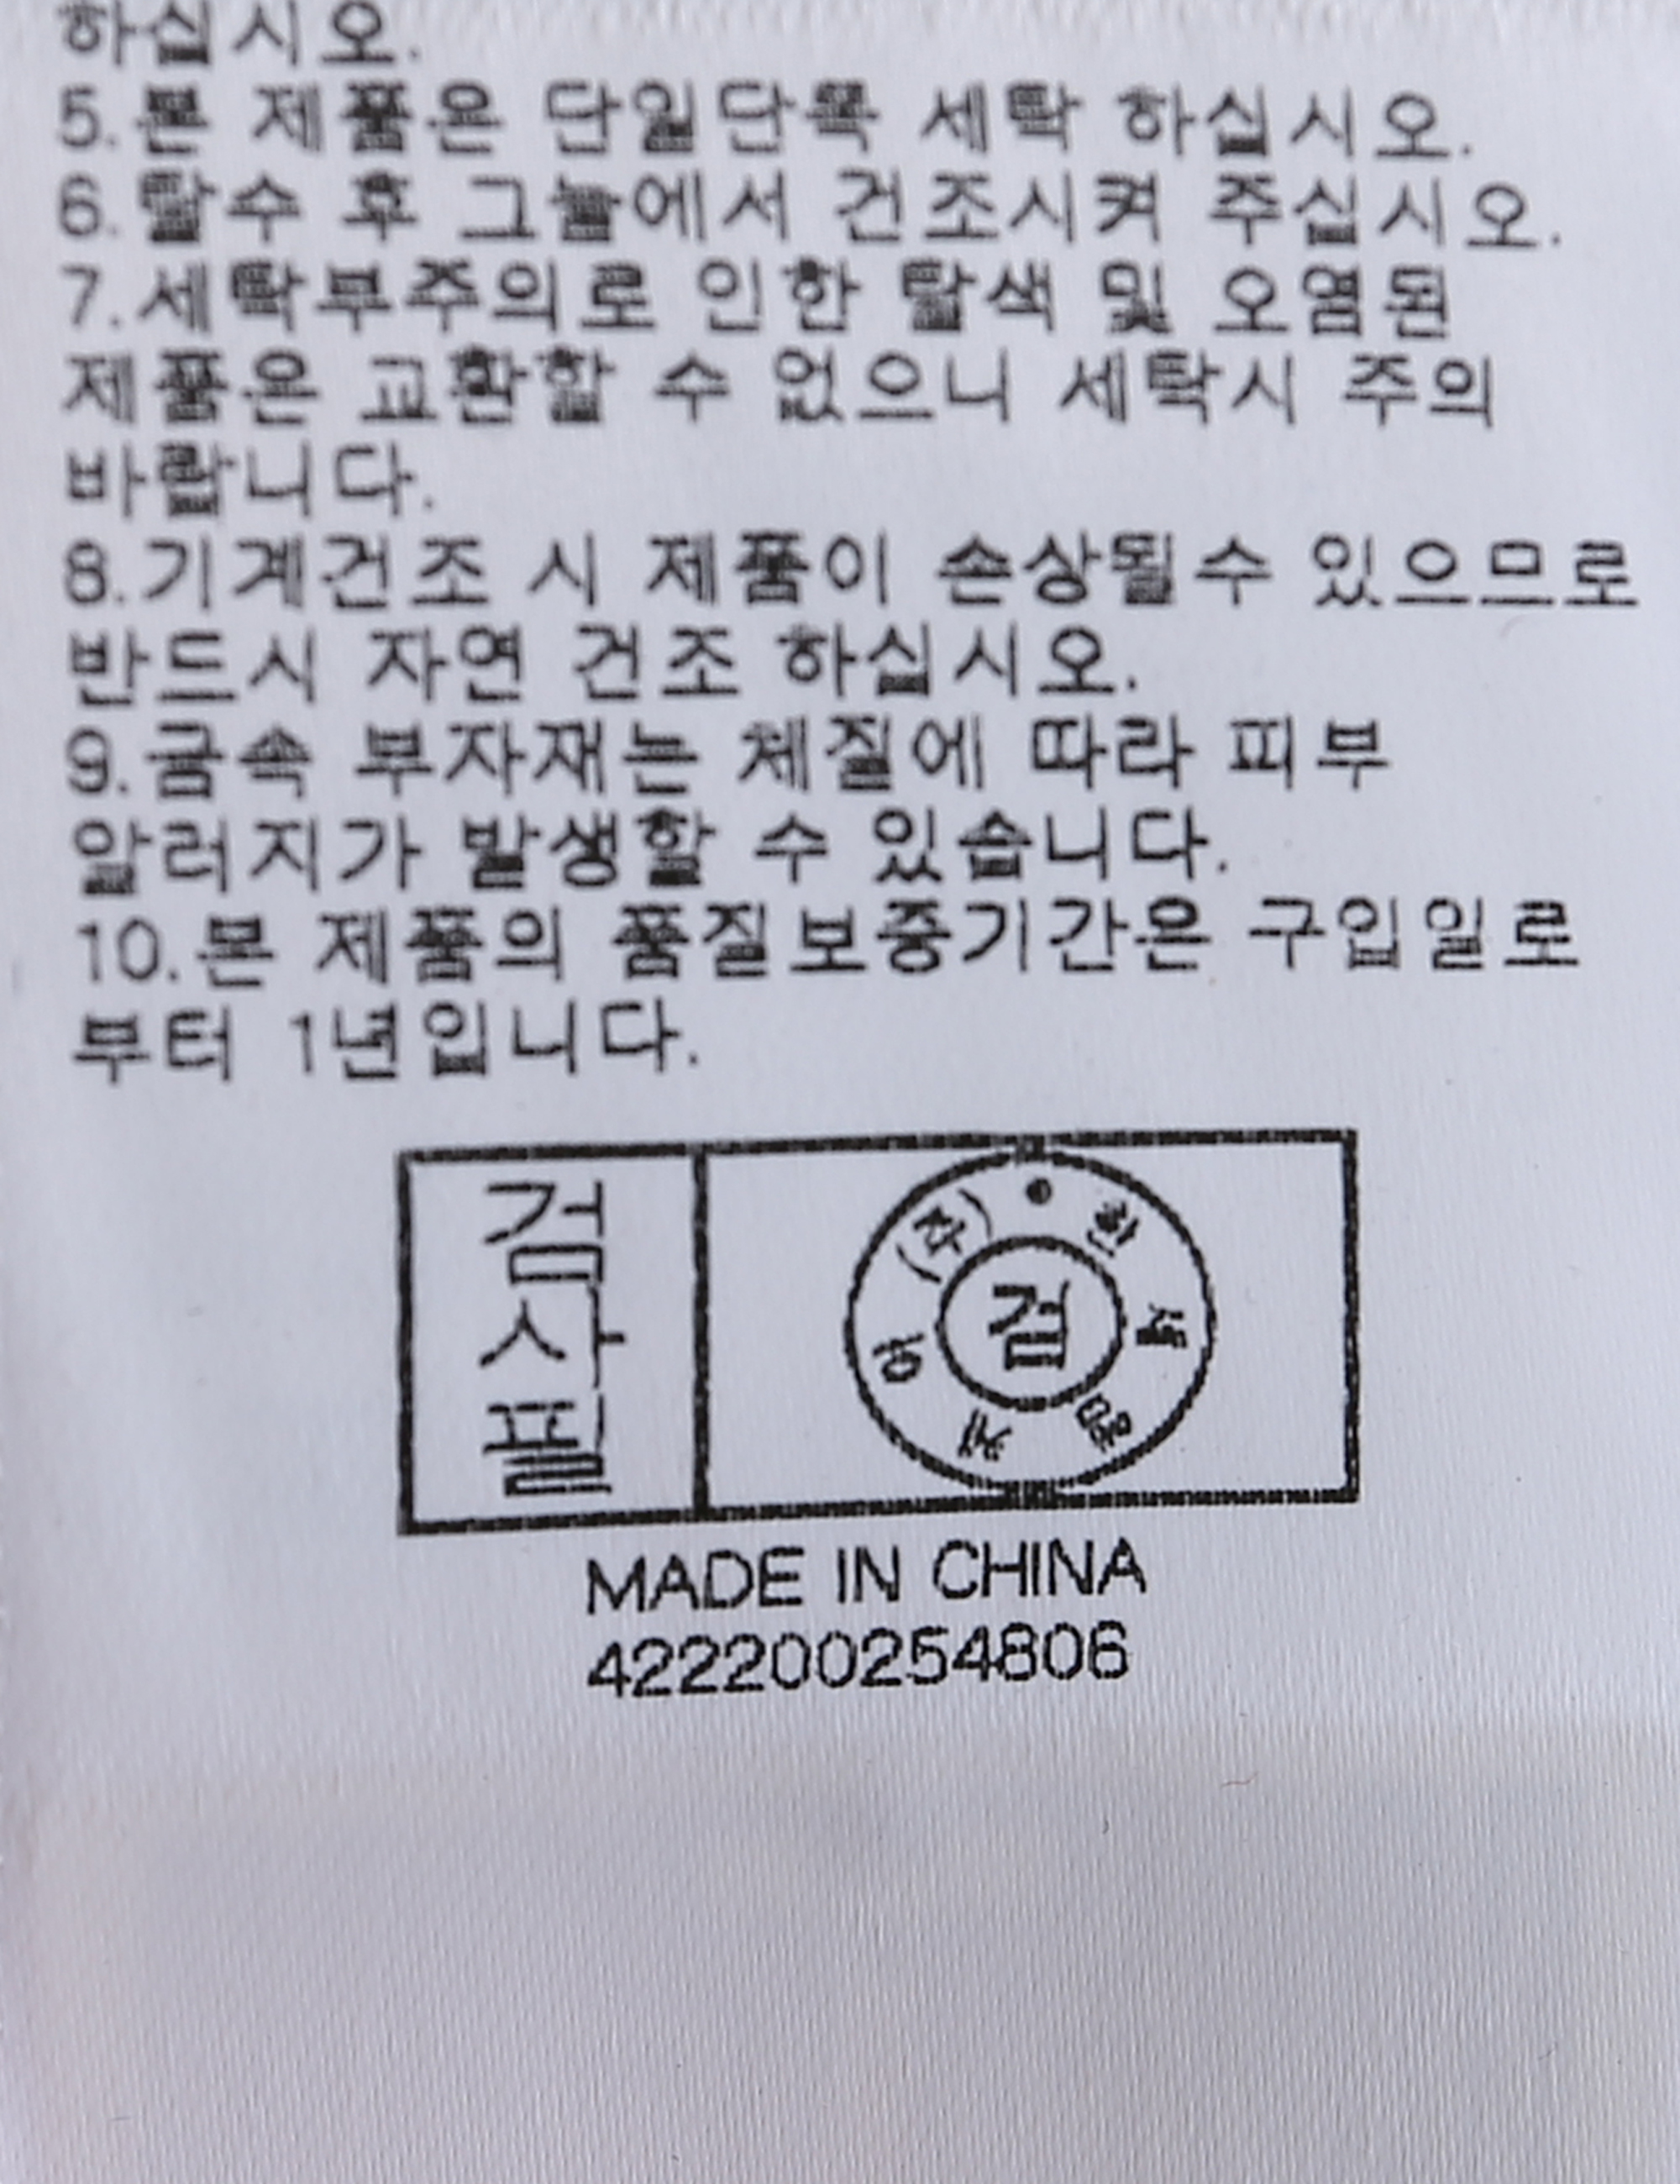 하십시오.
5.본 제품은 단일단독 세탁 하십시오.
6.탈수 후 그늘에서 건조시켜 주십시오.
7.세탁부주의로 인한 탈색 및 오염된
제품은 교환할 수 없으니 세탁시 주의
바랍니다.
8.기계건조 시 제품이 손상될수 있으므로
반드시 자연 건조 하십시오.
9.금속 부자재는 체질에 따라 피부
알러지가 발생할 수 있습니다.
10.본 제품의 품질보증기간은 구입일로
부터 1년입니다.
검사필
(주)한세엠케이
검
MADE IN CHINA
422200254806